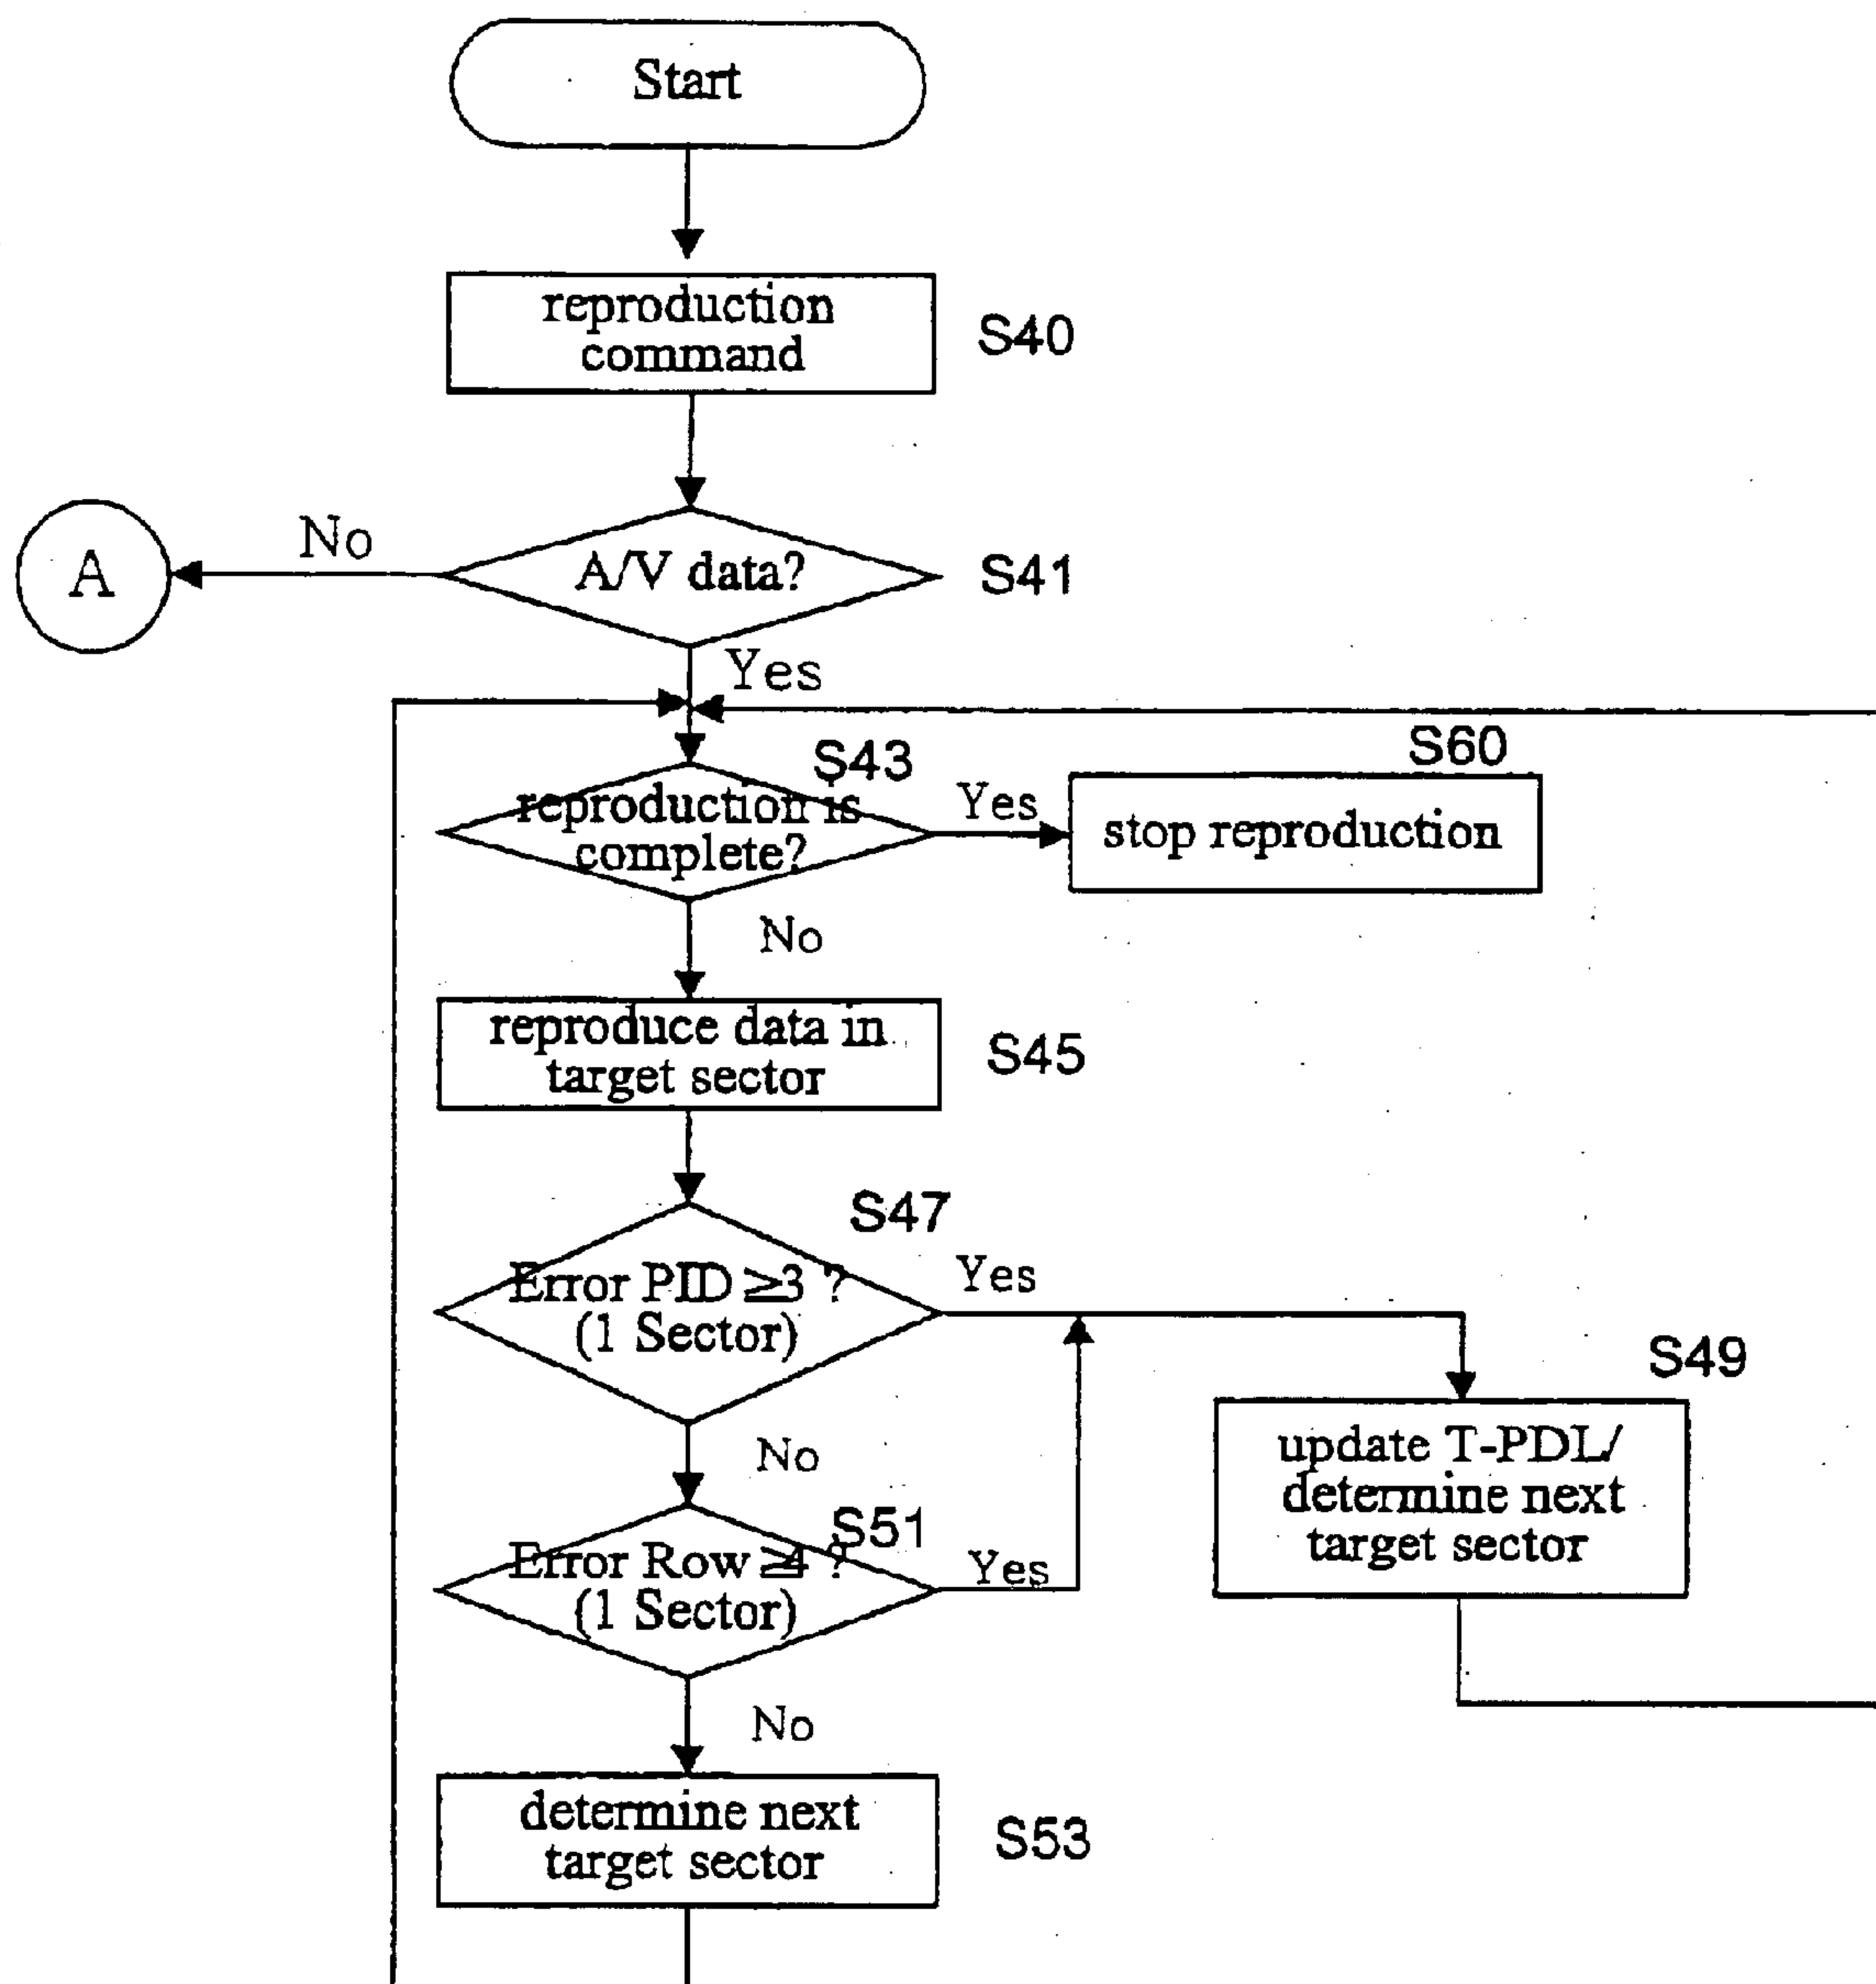 Start
reproduction
command
S40
No
A
A/V data?
S41
Yes
S43
S60
reproduction is
complete?
Yes
stop reproduction
No
reproduce data in
target sector
S45
S47
Error PID ≥3 ?
(1 Sector)
Yes
S49
No
update T-PDL/
determine next
target sector
S51
Error Row ≥4 ?
(1 Sector)
Yes
No
determine next
target sector
S53